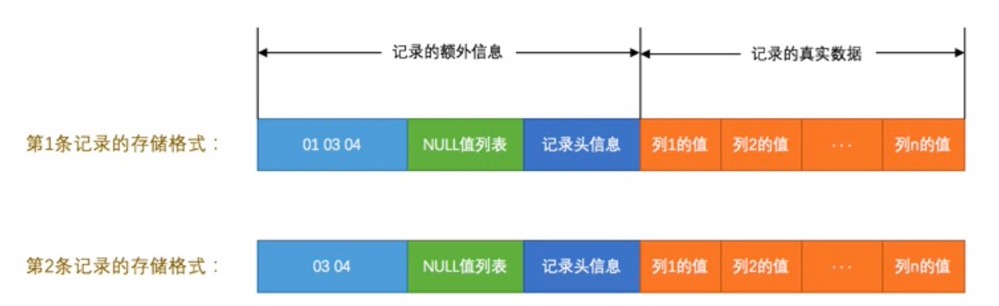 记录的额外信息 记录的真实数据
第1条记录的存储格式： 01 03 04 NULL值列表 记录头信息 列1的值 列2的值 ... 列n的值
第2条记录的存储格式： 03 04 NULL值列表 记录头信息 列1的值 列2的值 ... 列n的值